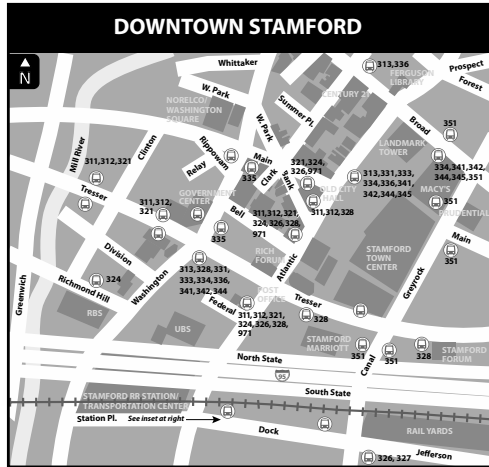 DOWNTOWN STAMFORD
N
Whittaker
313,336
Prospect
FERGUSON
LIBRARY
Forest
W. Park
CENTURY 21
NORELCO/
WASHINGTON
SQUARE
Summer Pl.
W. Park
Broad
351
Mill River
Clinton
Rippowam
Relay
Main
335
Clark
Bank
LANDMARK
TOWER
311,312,321
321,324,
326,971
313,331,333,
334,336,341,
342,344,345
334,341,342,
344,345,351
Tresser
GOVERNMENT
CENTER
OLD CITY
HALL
MACY'S
351
311,312,
321
Bell
311,312,321,
324,326,328,
971
311,312,328
PRUDENTIAL
335
Main
Division
RICH
FORUM
Atlantic
STAMFORD
TOWN
CENTER
351
Greyrock
Greenwich
Richmond Hill
324
Washington
313,328,331,
333,334,336,
341,342,344
POST
OFFICE
Tresser
RBS
Federal
311,312,321,
324,326,328,
971
328
UBS
STAMFORD
MARRIOTT
351
Canal
351
328
STAMFORD
FORUM
North State
95
South State
STAMFORD RR STATION/
TRANSPORTATION CENTER
Station Pl.
See inset at right
Dock
RAIL YARDS
Jefferson
326, 327